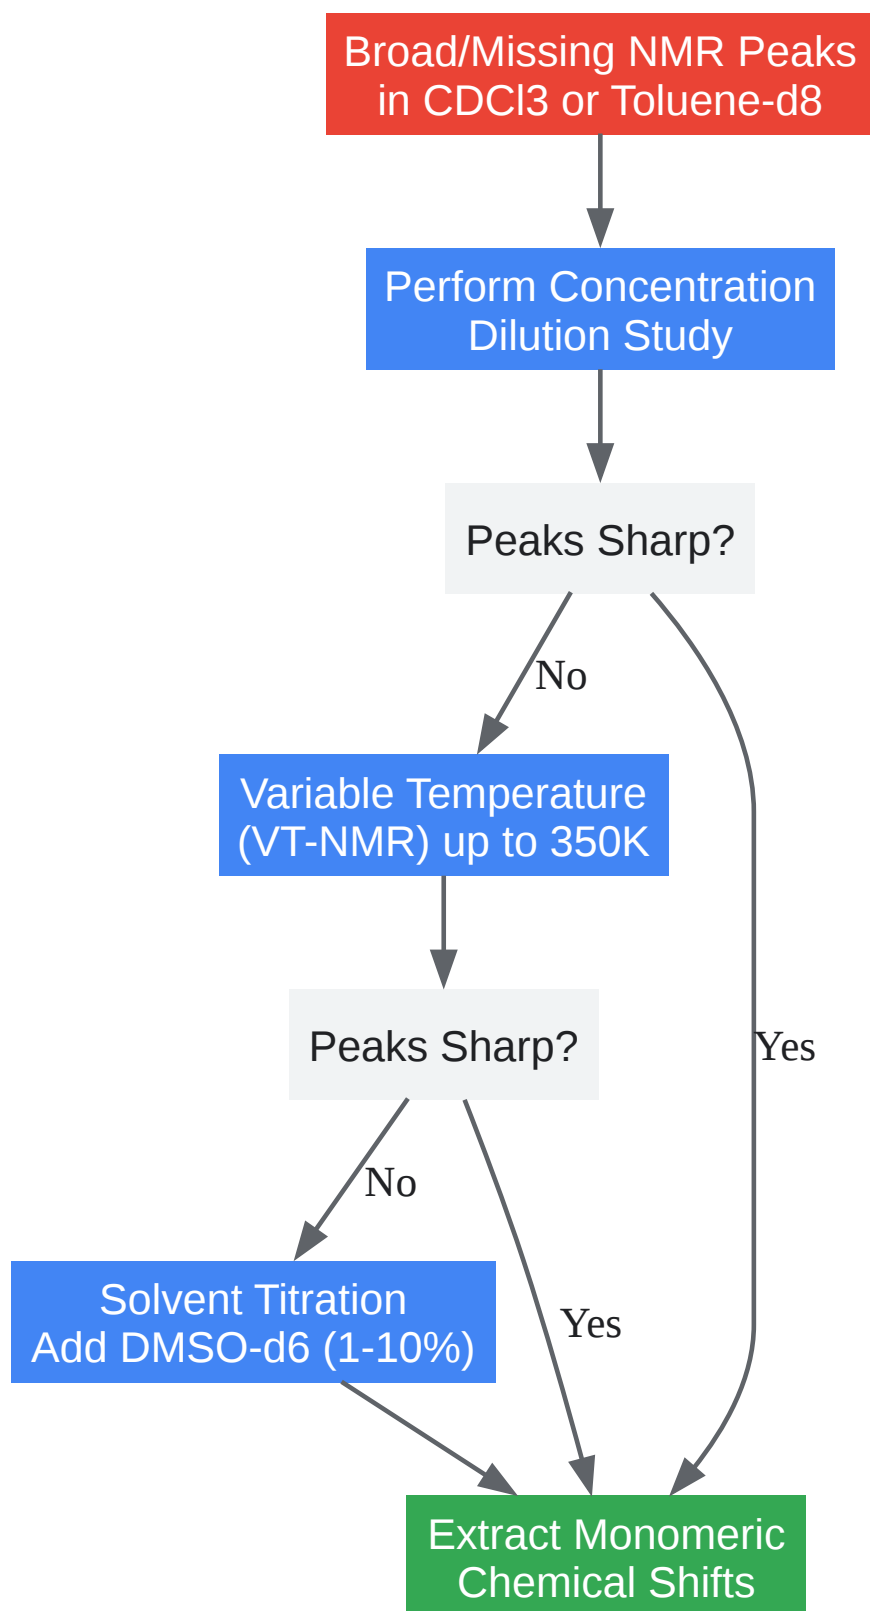 Broad/Missing NMR Peaks
in CDCl3 or Toluene-d8
Perform Concentration
Dilution Study
Peaks Sharp?
No
Variable Temperature
(VT-NMR) up to 350K
Peaks Sharp?
Yes
No
Solvent Titration
Add DMSO-d6 (1-10%)
Yes
Extract Monomeric
Chemical Shifts